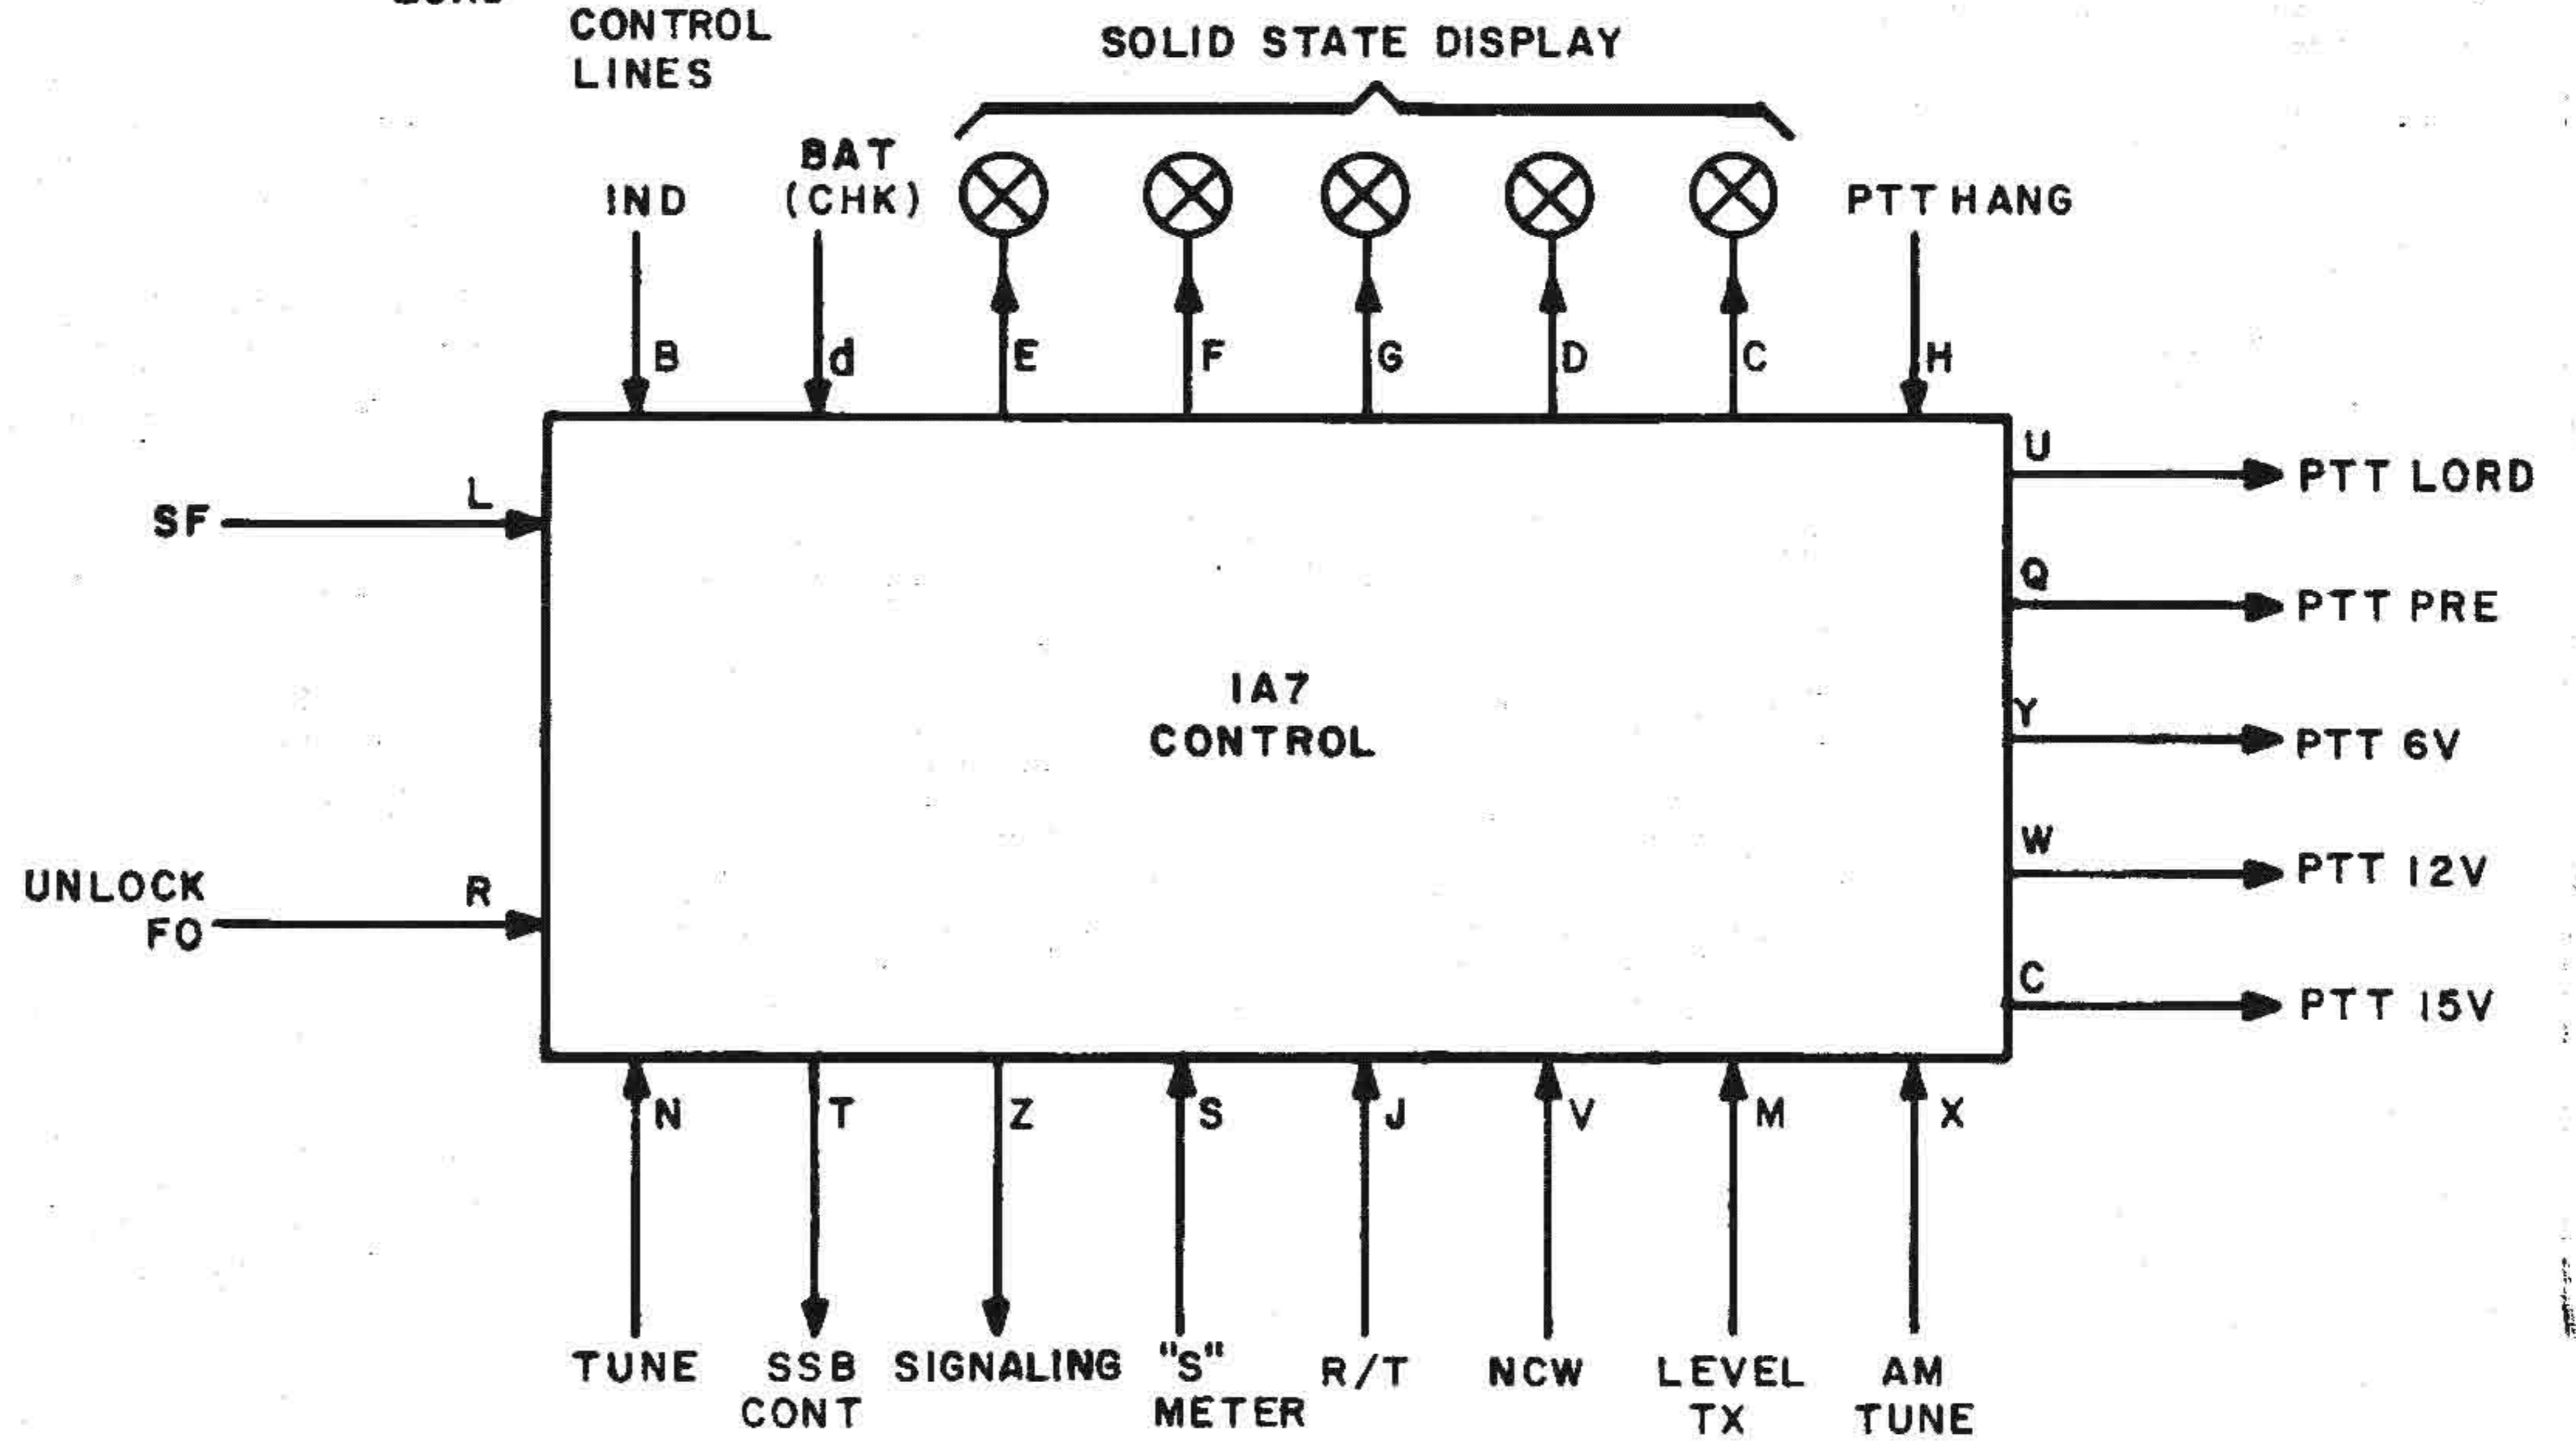 CONTROL
LINES
SOLID STATE DISPLAY
BAT
(CHK)
IND
PTT HANG
B
d
E
F
G
D
C
H
U
PTT LORD
L
SF
Q
PTT PRE
1A7
CONTROL
Y
PTT 6V
W
PTT 12V
UNLOCK
FO
R
C
PTT 15V
N
T
Z
S
J
V
M
X
TUNE
SSB
CONT
SIGNALING
"S"
METER
R/T
NCW
LEVEL
TX
AM
TUNE